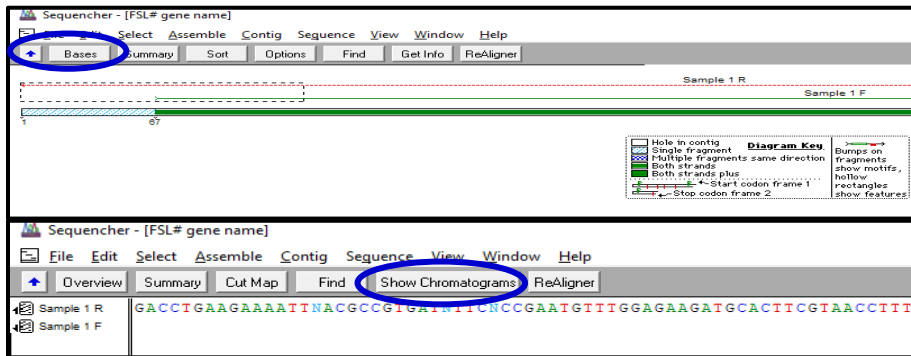 Sequencher - [FSL# gene name]
File Edit Select Assemble Contig Sequence View Window Help
Bases Summary Sort Options Find Get Info ReAligner
Sample 1 R
Sample 1 F
1 67
Hole in contig
Single fragment
Multiple fragments same direction
Both strands
Both strands plus
Start codon frame 1
Stop codon frame 2
Diagram Key
Bumps on
fragments
show motifs,
hollow
rectangles
show features
Sequencher - [FSL# gene name]
File Edit Select Assemble Contig Sequence View Window Help
Overview Summary Cut Map Find Show Chromatograms ReAligner
Sample 1 R GACCTGAAGAAAATTNACGCCGTGATNTTCNCCGAATGTTTGGAGAAGATGCACTTCGTAACCTTT
Sample 1 F